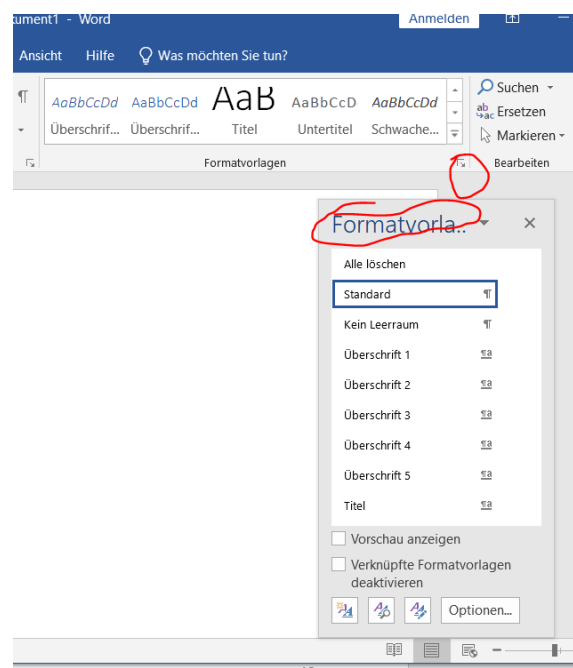 cument1 - Word Anmelden
Ansicht Hilfe Was möchten Sie tun?
AaBbCcDd AaBbCcDd AaB AaBbCcD AaBbCcDd
Überschrif... Überschrif... Titel Untertitel Schwache...
Suchen
Ersetzen
Markieren
Formatvorlagen Bearbeiten
Formatvorla...
Alle löschen
Standard ¶
Kein Leerraum ¶
Überschrift 1 ¶a
Überschrift 2 ¶a
Überschrift 3 ¶a
Überschrift 4 ¶a
Überschrift 5 ¶a
Titel ¶a
Vorschau anzeigen
Verknüpfte Formatvorlagen
deaktivieren
Optionen...